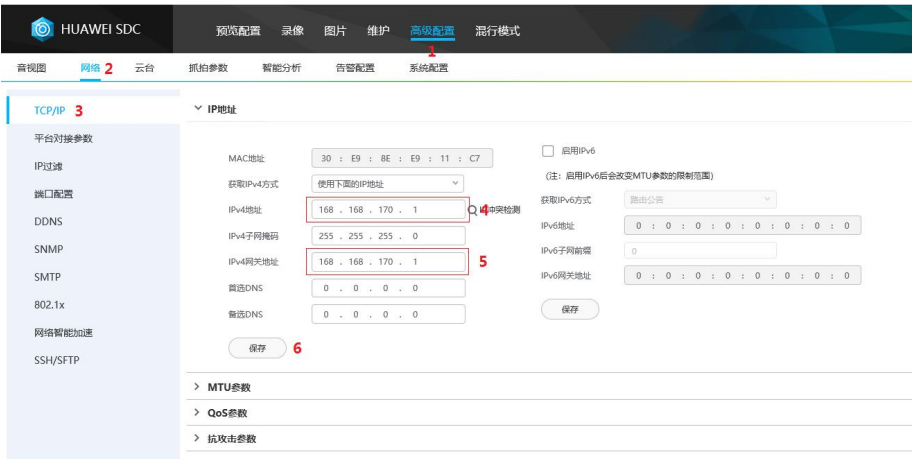 HUAWEI SDC 预览配置 录像 图片 维护 高级配置 混行模式
1
音视图 网络 2 云台 抓拍参数 智能分析 告警配置 系统配置
TCP/IP 3
平台对接参数
IP过滤
端口配置
DDNS
SNMP
SMTP
802.1x
网络智能加速
SSH/SFTP
IP地址
MAC地址 30 : E9 : 8E : E9 : 11 : C7
获取IPv4方式 使用下面的IP地址
IPv4地址 168 . 168 . 170 . 1 4 冲突检测
IPv4子网掩码 255 . 255 . 255 . 0
IPv4网关地址 168 . 168 . 170 . 1 5
首选DNS 0 . 0 . 0 . 0
备选DNS 0 . 0 . 0 . 0
保存 6
启用IPv6
(注: 启用IPv6后会改变MTU参数的限制范围)
获取IPv6方式 路由公告
IPv6地址 0 : 0 : 0 : 0 : 0 : 0 : 0 : 0
IPv6子网前缀 0
IPv6网关地址 0 : 0 : 0 : 0 : 0 : 0 : 0 : 0
保存
MTU参数
QoS参数
抗攻击参数